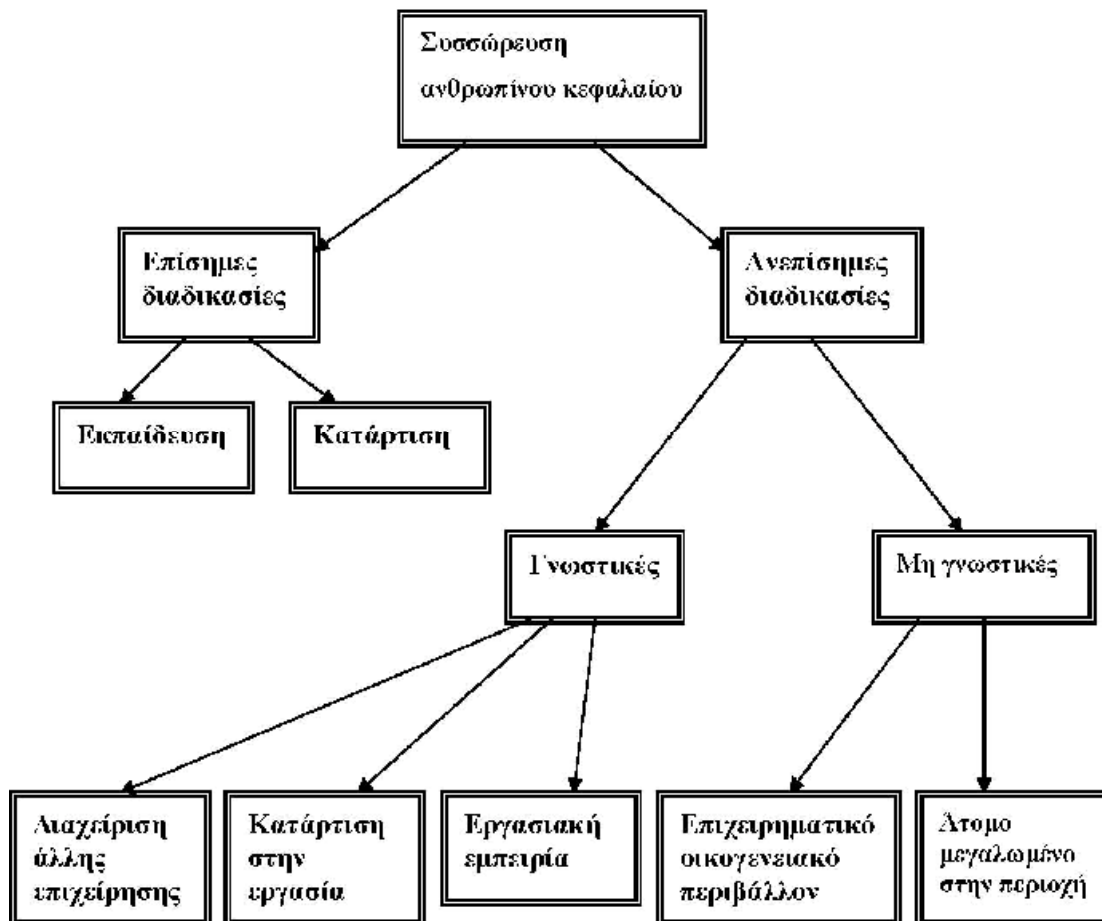 Συσσώρευση
ανθρωπίνου κεφαλαίου
Επίσημες
διαδικασίες
Ανεπίσημες
διαδικασίες
Εκπαίδευση
Κατάρτιση
Γνωστικές
Μη γνωστικές
Διαχείριση
άλλης
επιχείρησης
Κατάρτιση
στην
εργασία
Εργασιακή
εμπειρία
Επιχειρηματικό
οικογενειακό
περιβάλλον
Άτομο
μεγαλωμένο
στην περιοχή